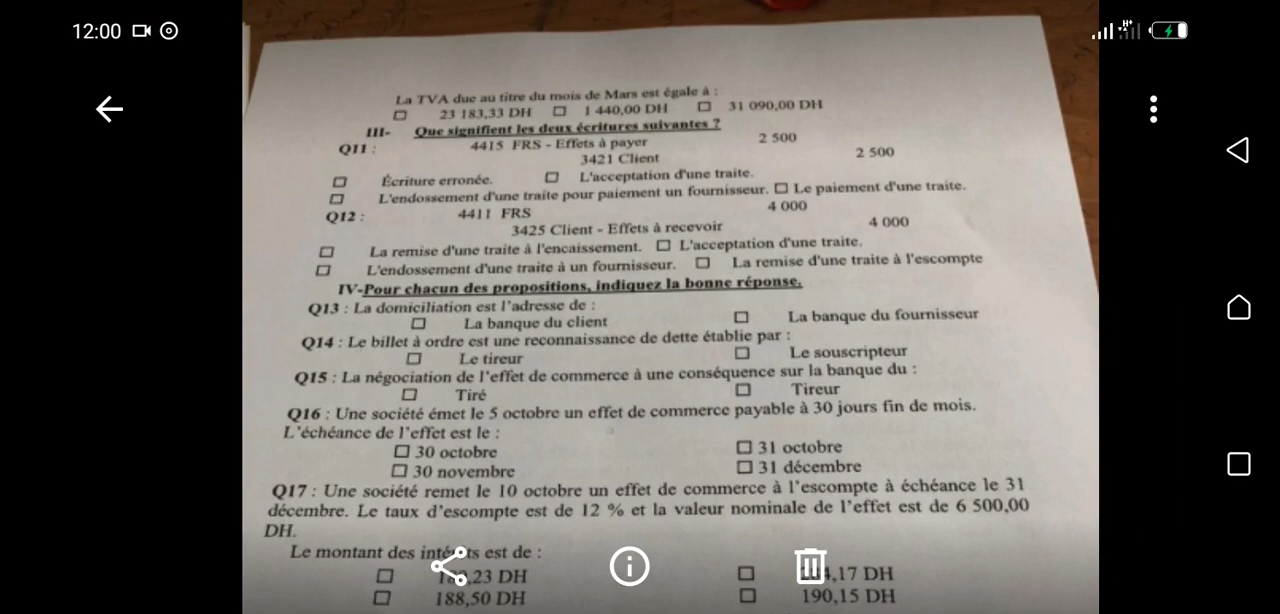 12:00
La TVA due au titre du mois de Mars est égale à :
☐ 23 183,33 DH ☐ 1 440,00 DH ☐ 31 090,00 DH
III- Que signifient les deux écritures suivantes ?
Q11 : 4415 FRS - Effets à payer 2 500
3421 Client 2 500
☐ Écriture erronée. ☐ L'acceptation d'une traite.
☐ L'endossement d'une traite pour paiement un fournisseur. ☐ Le paiement d'une traite.
Q12 : 4411 FRS 4 000
3425 Client - Effets à recevoir 4 000
☐ La remise d'une traite à l'encaissement. ☐ L'acceptation d'une traite.
☐ L'endossement d'une traite à un fournisseur. ☐ La remise d'une traite à l'escompte
IV-Pour chacun des propositions, indiquez la bonne réponse.
Q13 : La domiciliation est l'adresse de :
☐ La banque du client ☐ La banque du fournisseur
Q14 : Le billet à ordre est une reconnaissance de dette établie par :
☐ Le tireur ☐ Le souscripteur
Q15 : La négociation de l'effet de commerce à une conséquence sur la banque du :
☐ Tiré ☐ Tireur
Q16 : Une société émet le 5 octobre un effet de commerce payable à 30 jours fin de mois.
L'échéance de l'effet est le :
☐ 30 octobre ☐ 31 octobre
☐ 30 novembre ☐ 31 décembre
Q17 : Une société remet le 10 octobre un effet de commerce à l'escompte à échéance le 31
décembre. Le taux d'escompte est de 12 % et la valeur nominale de l'effet est de 6 500,00
DH.
Le montant des intérêts est de :
☐ DH ☐ DH
☐ 188,50 DH ☐ 190,15 DH